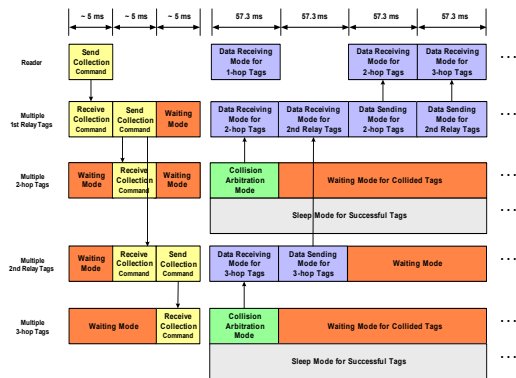 ~ 5 ms ~ 5 ms ~ 5 ms 57.3 ms 57.3 ms 57.3 ms 57.3 ms
Reader
Send
Collection
Command
Data Receiving
Mode for
1-hop Tags
Data Receiving
Mode for
2-hop Tags
Data Receiving
Mode for
3-hop Tags
...
Multiple
1st Relay Tags
Receive
Collection
Command
Send
Collection
Command
Waiting
Mode
Data Receiving
Mode for
2-hop Tags
Data Receiving
Mode for
2nd Relay Tags
Data Sending
Mode for
2-hop Tags
Data Sending
Mode for
2nd Relay Tags
...
Multiple
2-hop Tags
Waiting
Mode
Receive
Collection
Command
Waiting
Mode
Collision
Arbitration
Mode
Waiting Mode for Collided Tags
...
Sleep Mode for Successful Tags
...
Multiple
2nd Relay Tags
Waiting
Mode
Receive
Collection
Command
Send
Collection
Command
Data Receiving
Mode for
3-hop Tags
Data Sending
Mode for
3-hop Tags
Waiting Mode
...
Multiple
3-hop Tags
Waiting Mode
Receive
Collection
Command
Collision
Arbitration
Mode
Waiting Mode for Collided Tags
...
Sleep Mode for Successful Tags
...